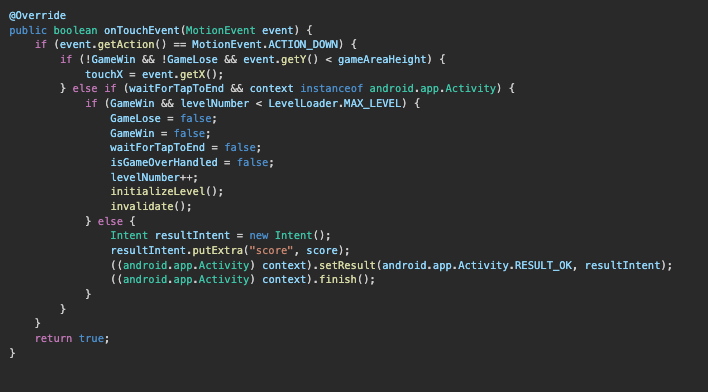 @Override
public boolean onTouchEvent(MotionEvent event) {
    if (event.getAction() == MotionEvent.ACTION_DOWN) {
        if (!GameWin && !GameLose && event.getY() < gameAreaHeight) {
            touchX = event.getX();
        } else if (waitForTapToEnd && context instanceof android.app.Activity) {
            if (GameWin && levelNumber < LevelLoader.MAX_LEVEL) {
                GameLose = false;
                GameWin = false;
                waitForTapToEnd = false;
                isGameOverHandled = false;
                levelNumber++;
                initializeLevel();
                invalidate();
            } else {
                Intent resultIntent = new Intent();
                resultIntent.putExtra("score", score);
                ((android.app.Activity) context).setResult(android.app.Activity.RESULT_OK, resultIntent);
                ((android.app.Activity) context).finish();
            }
        }
    }
    return true;
}